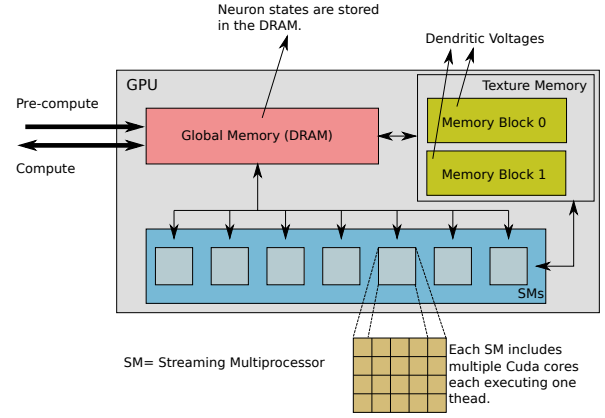 Neuron states are stored
in the DRAM.
Dendritic Voltages
GPU
Texture Memory
Pre-compute
Compute
Global Memory (DRAM)
Memory Block 0
Memory Block 1
SMs
SM= Streaming Multiprocessor
Each SM includes
multiple Cuda cores
each executing one
thead.